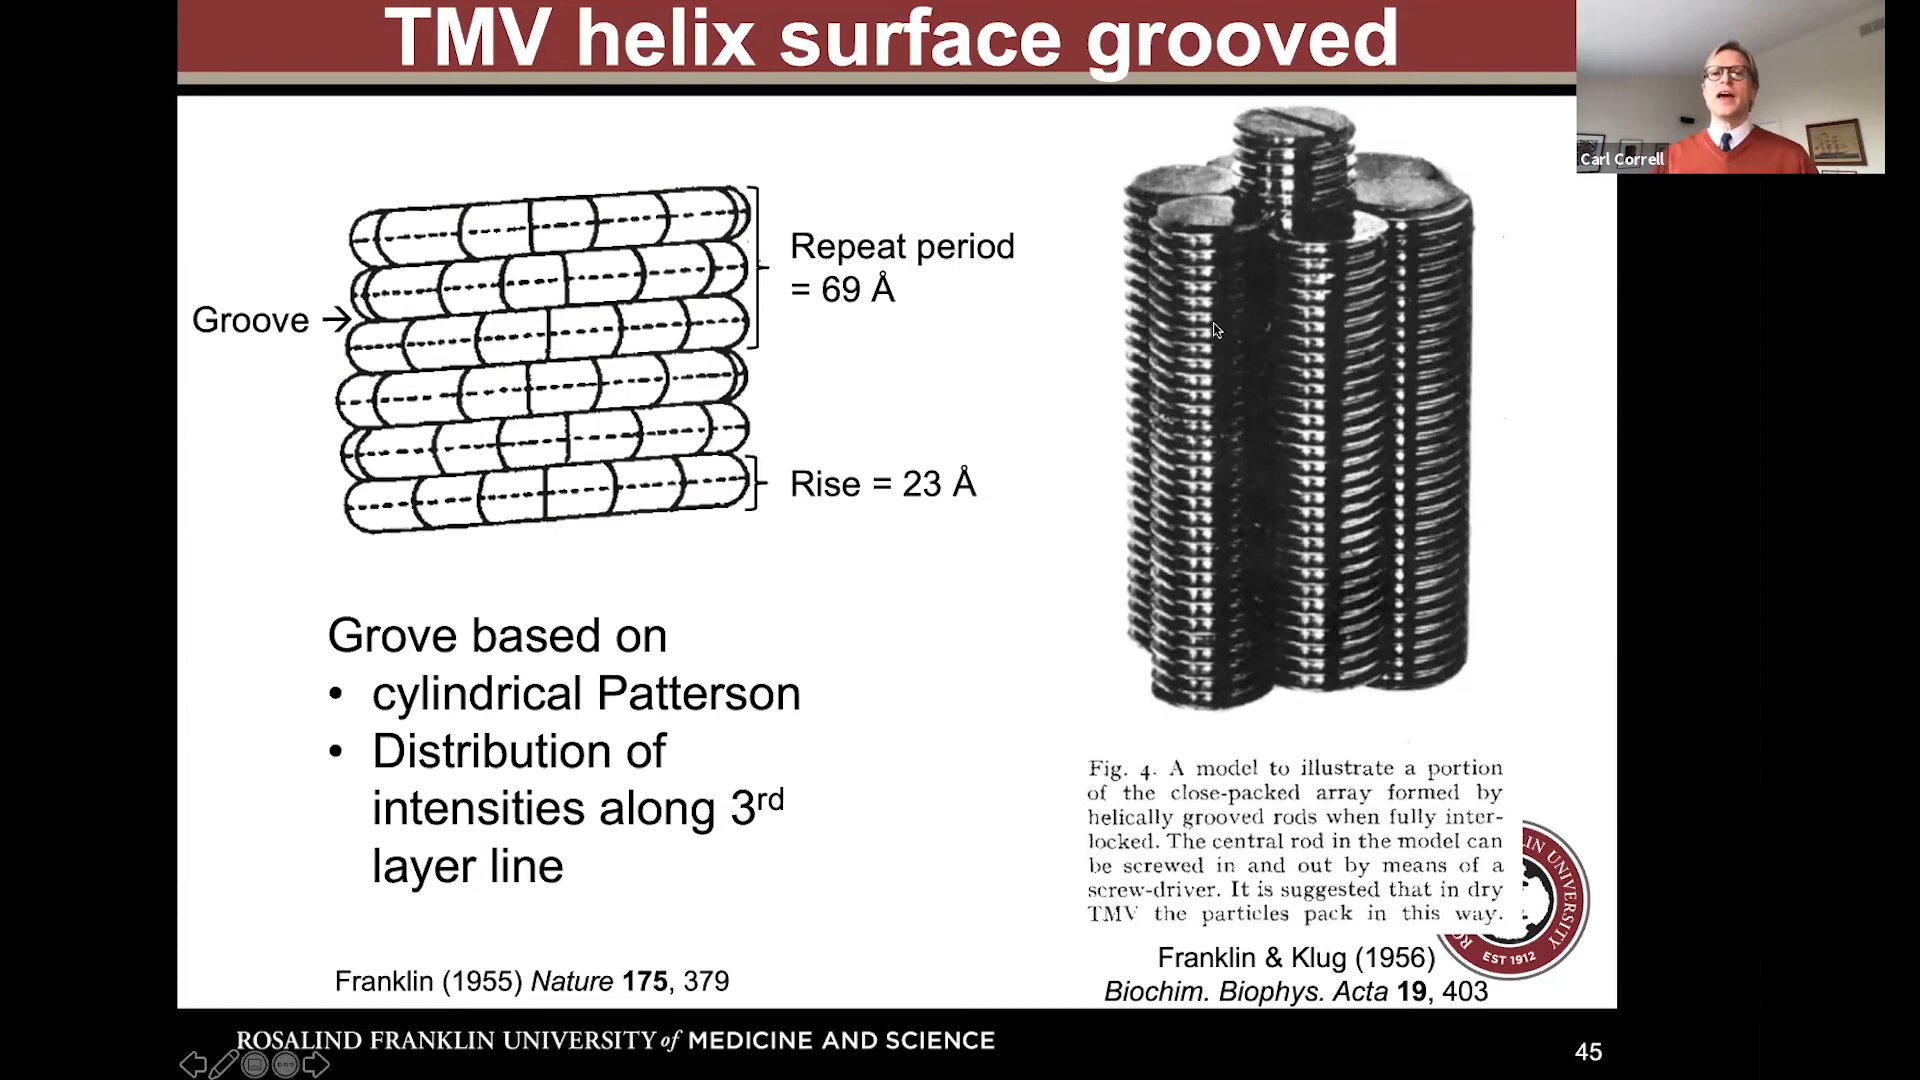 TMV helix surface grooved
Carl Correll
Repeat period
= 69 Å
Groove →
Rise = 23 Å
Grove based on
• cylindrical Patterson
• Distribution of
intensities along 3rd
layer line
Franklin (1955) Nature 175, 379
Fig. 4. A model to illustrate a portion
of the close-packed array formed by
helically grooved rods when fully inter-
locked. The central rod in the model can
be screwed in and out by means of a
screw-driver. It is suggested that in dry
TMV the particles pack in this way.
Franklin & Klug (1956)
Biochim. Biophys. Acta 19, 403
LIN UNIVERSITY
RO
EST 1912
ROSALIND FRANKLIN UNIVERSITY of MEDICINE AND SCIENCE
45